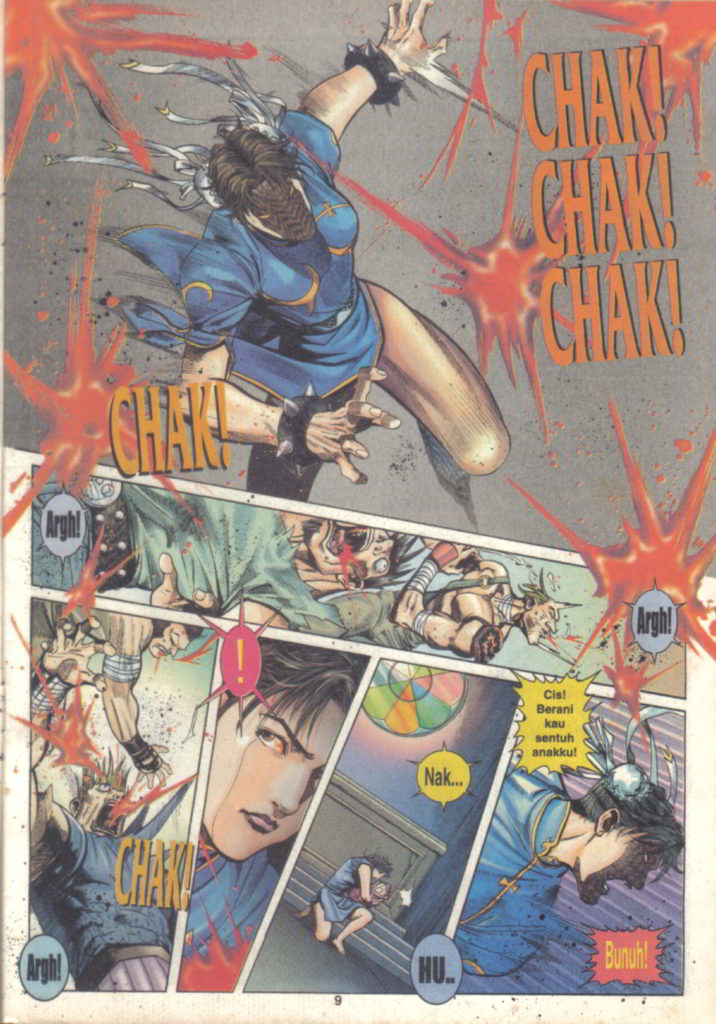 CHAK!
CHAK!
CHAK!
CHAK!
Argh!
Argh!
!
CHAK!
Argh!
Nak...
HU..
Cis!
Berani
kau
sentuh
anakku!
Bunuh!
9